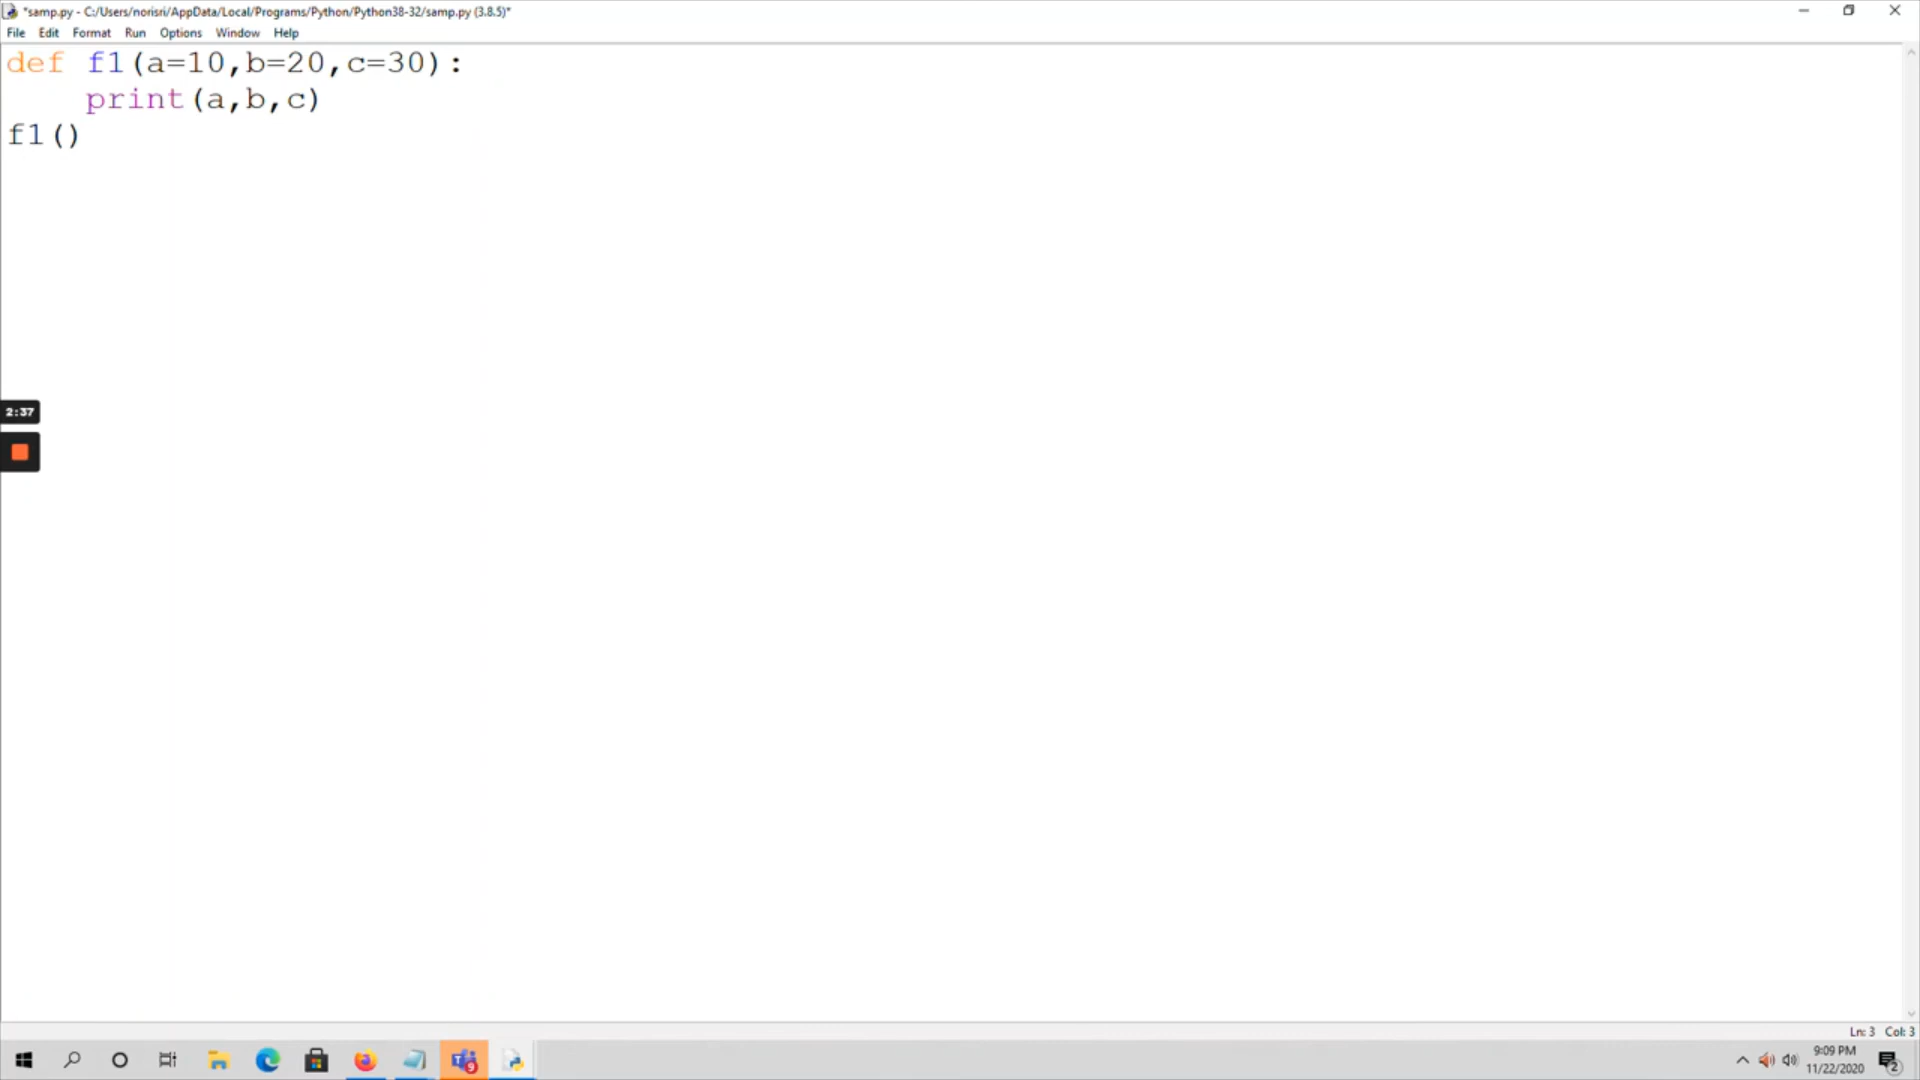 *samp.py - C:/Users/norisri/AppData/Local/Programs/Python/Python38-32/samp.py (3.8.5)*
File Edit Format Run Options Window Help
def f1(a=10,b=20,c=30):
    print(a,b,c)
f1()
2:37
Ln: 3 Col: 3
9
9:09 PM
11/22/2020
2